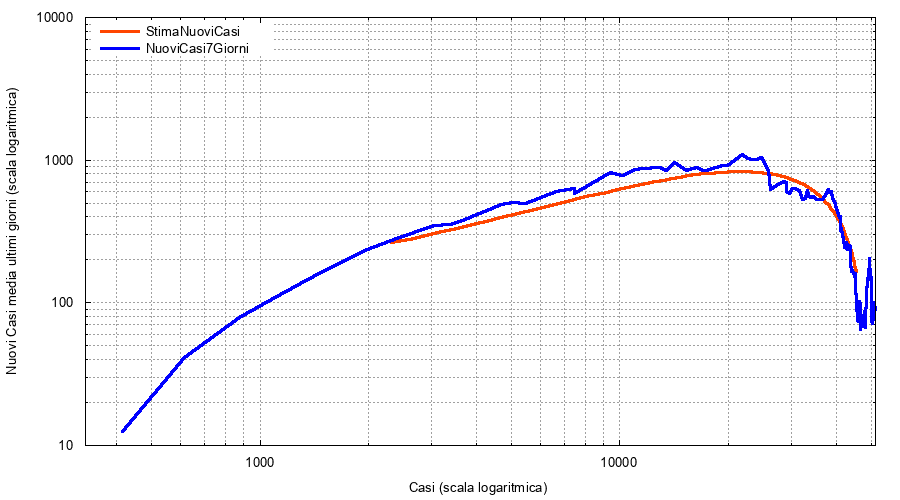 10000
1000
100
10
StimaNuoviCasi
NuoviCasi7Giorni
Nuovi Casi media ultimi giorni (scala logaritmica)
1000
10000
Casi (scala logaritmica)